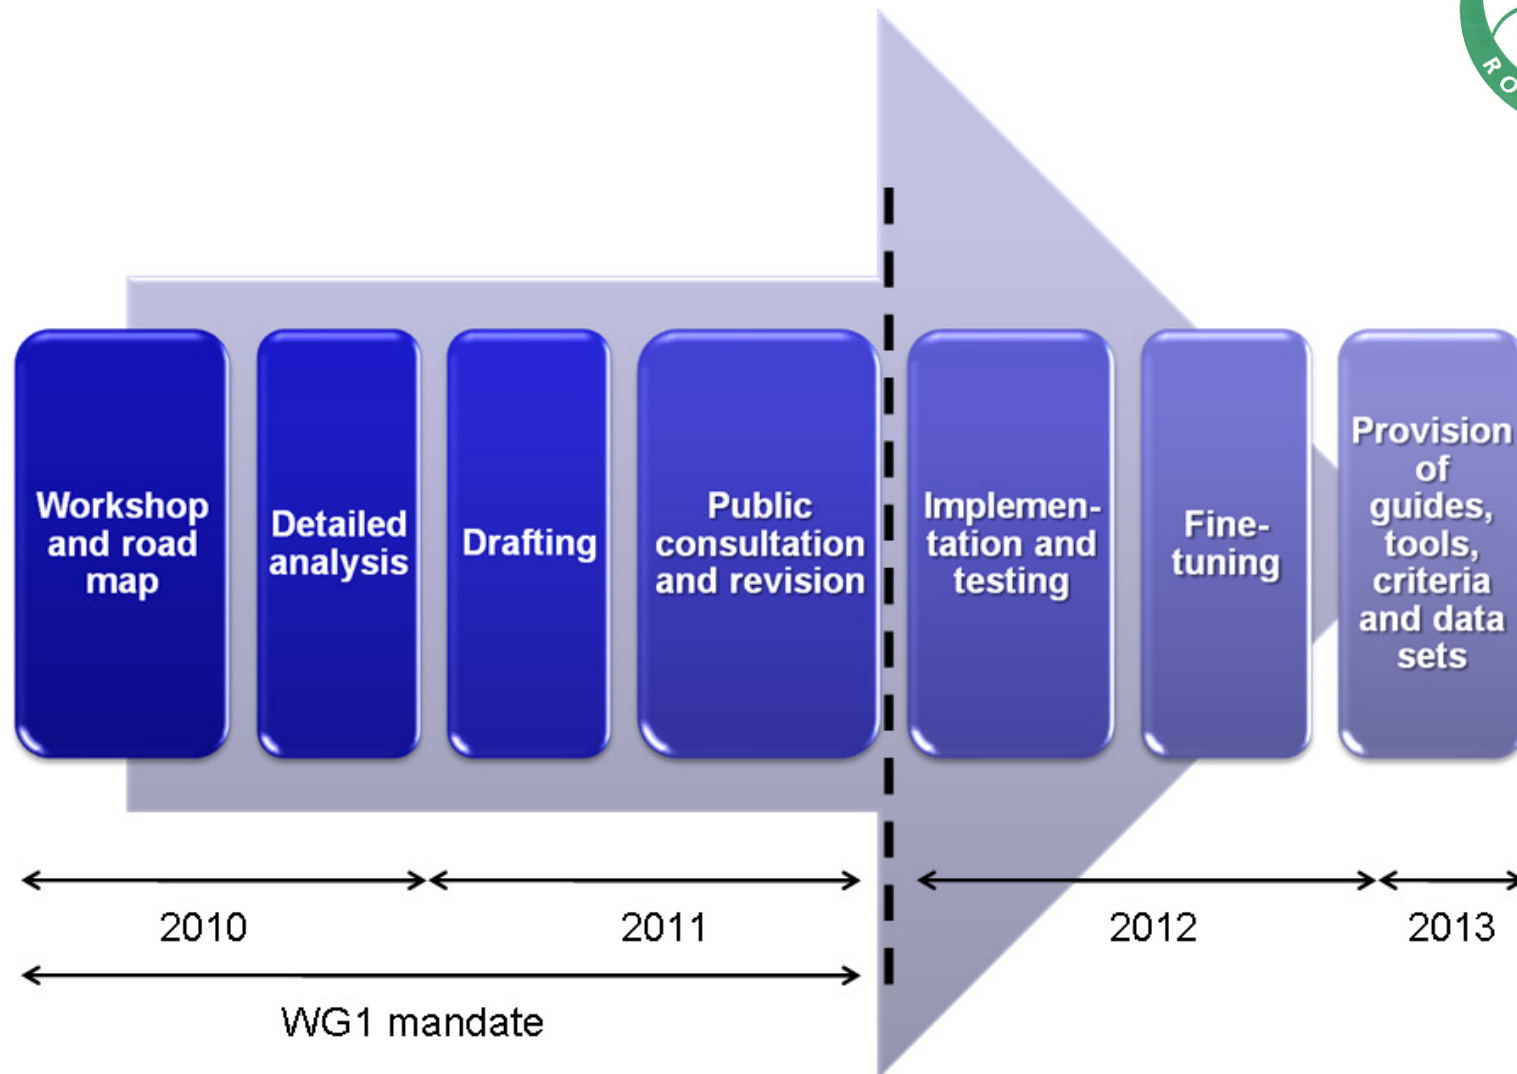 Workshop
and road
map
Detailed
analysis
Drafting
Public
consultation
and revision
Implemen-
tation and
testing
Fine-
tuning
Provision
of
guides,
tools,
criteria
and data
sets
2010
2011
2012
2013
WG1 mandate